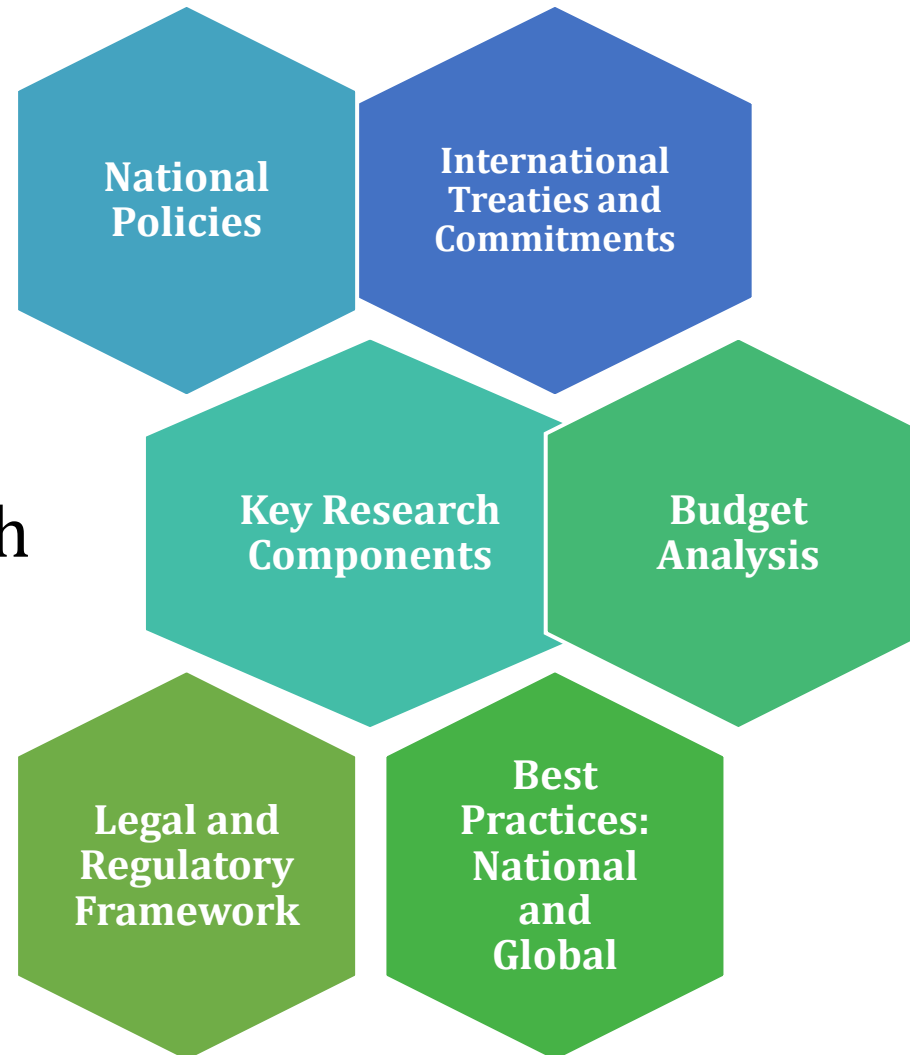 National
Policies
International
Treaties and
Commitments
h
Key Research
Components
Budget
Analysis
Legal and
Regulatory
Framework
Best
Practices:
National
and
Global